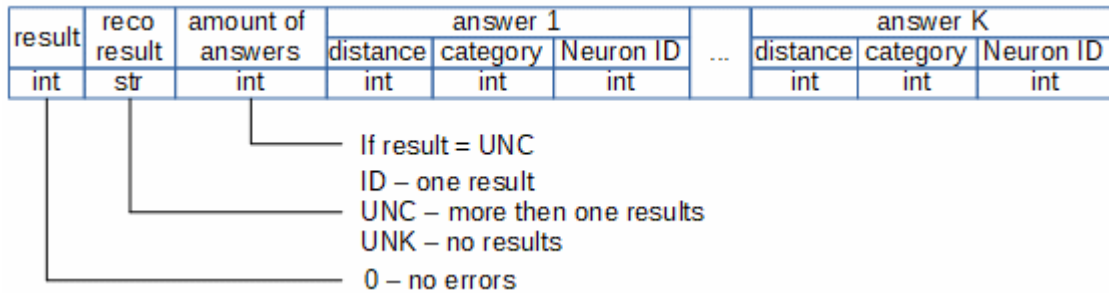 result reco result amount of answers answer 1 ... answer K
distance category Neuron ID distance category Neuron ID
int str int int int int int int int
If result = UNC
ID – one result
UNC – more then one results
UNK – no results
0 – no errors